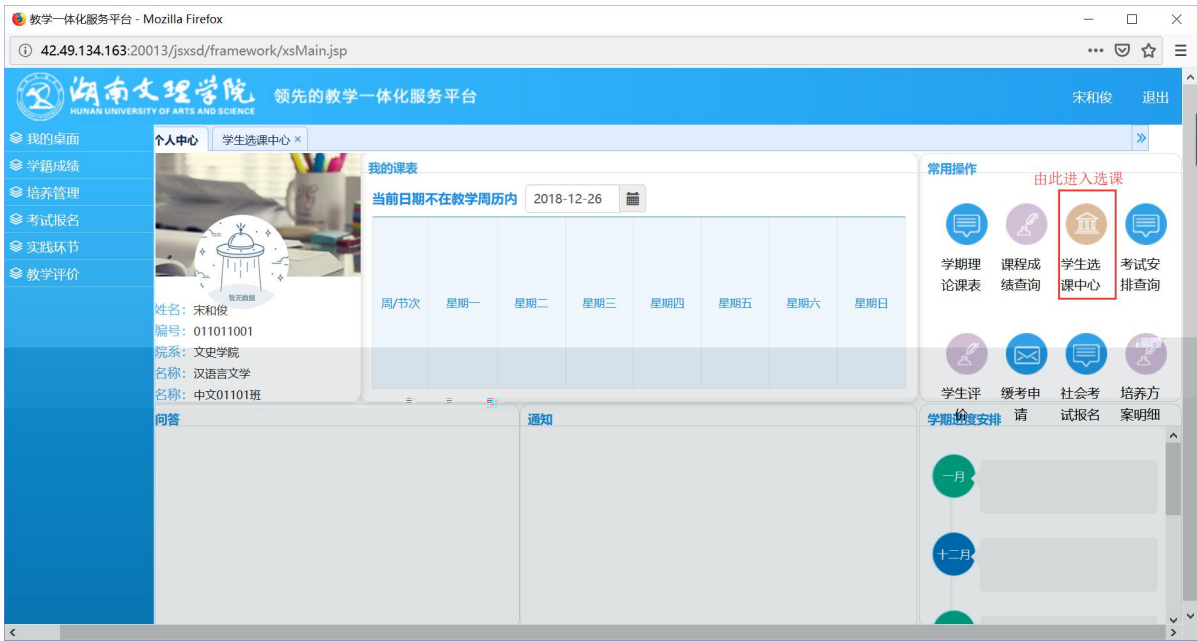 教学一体化服务平台 - Mozilla Firefox
42.49.134.163:20013/jsxsd/framework/xsMain.jsp
湖南文理学院
HUNAN UNIVERSITY OF ARTS AND SCIENCE
领先的教学一体化服务平台
宋和俊 退出
我的桌面
学籍成绩
培养管理
考试报名
实践环节
教学评价
个人中心 学生选课中心 ×
暂无数据
姓名：宋和俊
编号：011011001
院系：文史学院
名称：汉语言文学
名称：中文01101班
我的课表
当前日期不在教学周历内 2018-12-26
周/节次 星期一 星期二 星期三 星期四 星期五 星期六 星期日
常用操作
由此进入选课
学期理论课表
课程成绩查询
学生选课中心
考试安排查询
学生评价
缓考申请
社会考试报名
培养方案明细
问答
通知
学期进度安排
一月
十二月